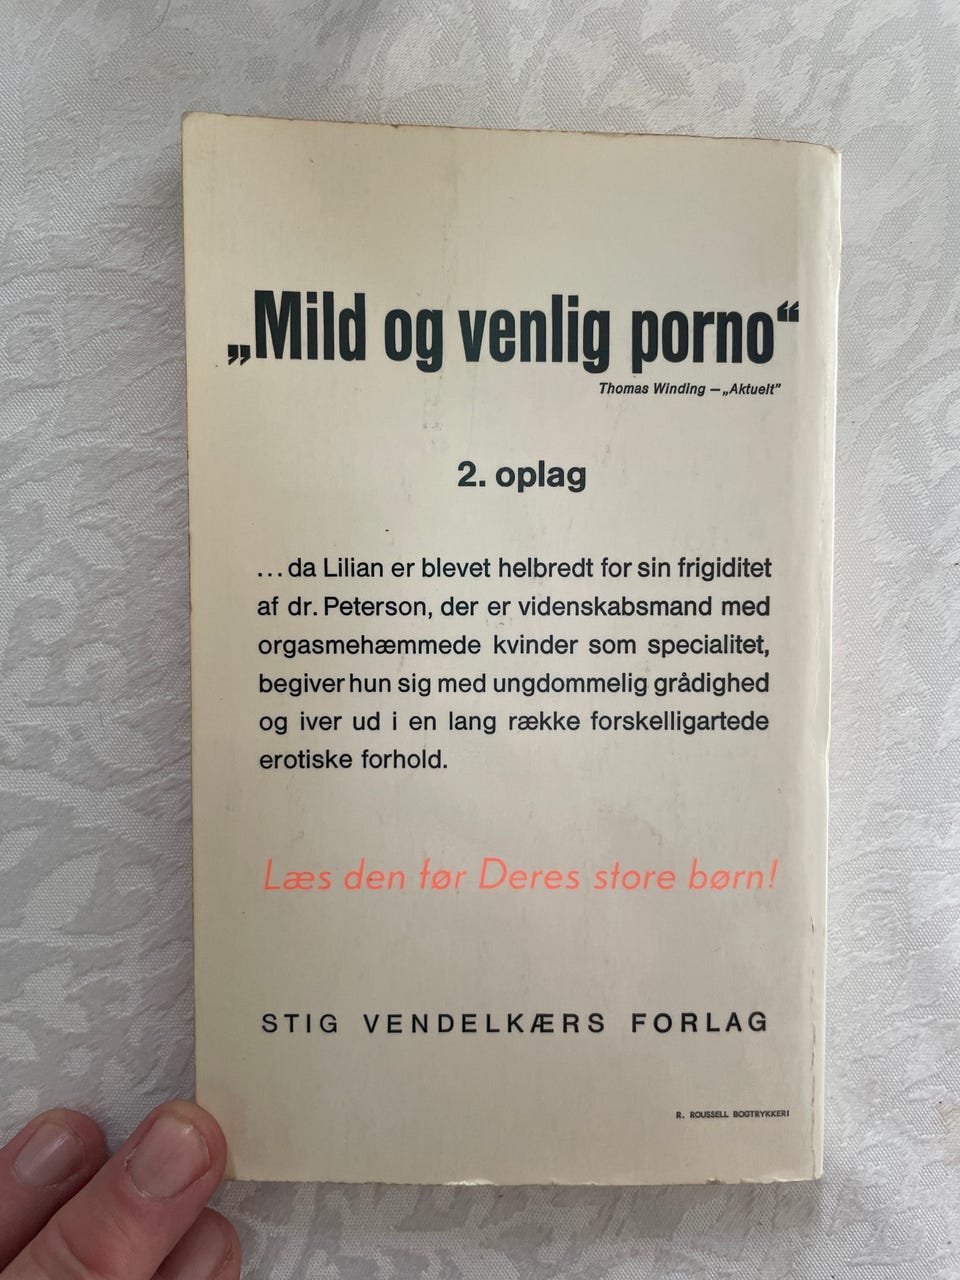 „Mild og venlig porno“
Thomas Winding – „Aktuelt”
2. oplag
...da Lilian er blevet helbredt for sin frigiditet
af dr. Peterson, der er videnskabsmand med
orgasmehæmmede kvinder som specialitet,
begiver hun sig med ungdommelig grådighed
og iver ud i en lang række forskelligartede
erotiske forhold.
Læs den før Deres store børn!
STIG VENDELKÆRS FORLAG
R. ROUSSELL BOGTRYKKERI